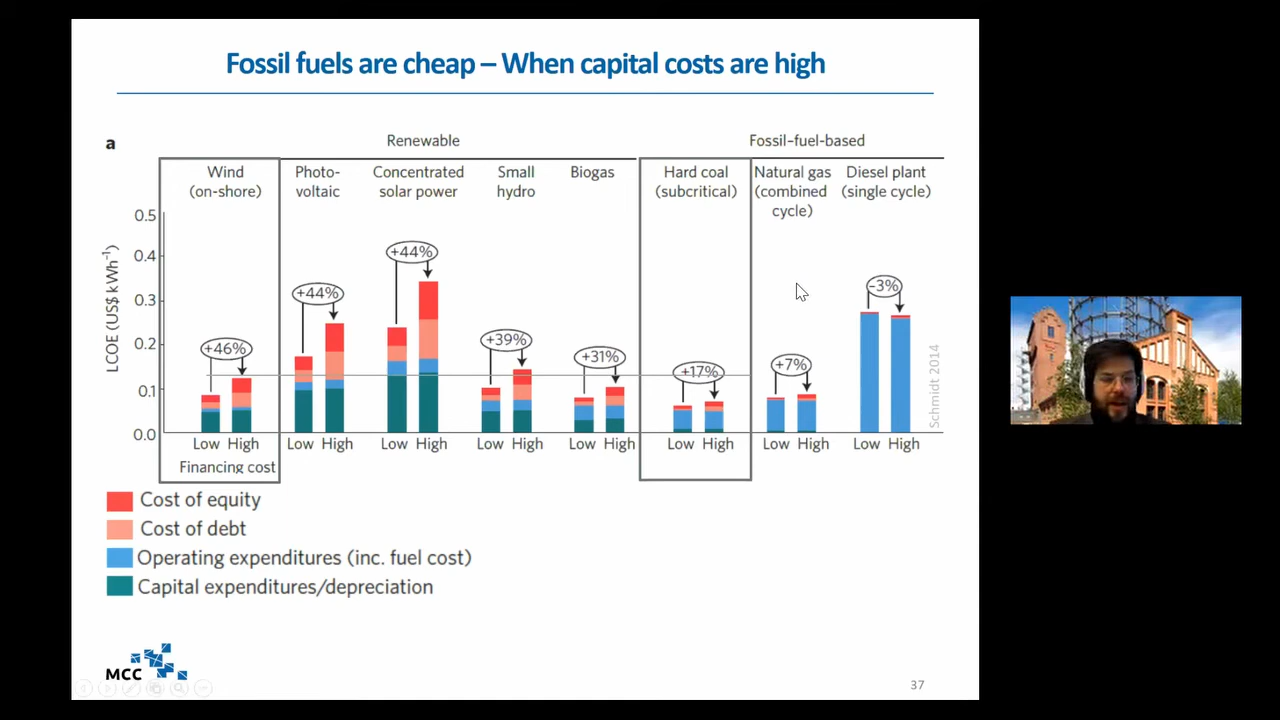 Fossil fuels are cheap – When capital costs are high
a
Renewable
Fossil-fuel-based
Wind
(on-shore)
Photo-
voltaic
Concentrated
solar power
Small
hydro
Biogas
Hard coal
(subcritical)
Natural gas
(combined
cycle)
Diesel plant
(single cycle)
LCOE (US$ kWh⁻¹)
0.5
0.4
0.3
0.2
0.1
0.0
+46%
+44%
+44%
+39%
+31%
+17%
+7%
-3%
Low High
Low High
Low High
Low High
Low High
Low High
Low High
Low High
Financing cost
Schmidt 2014
Cost of equity
Cost of debt
Operating expenditures (inc. fuel cost)
Capital expenditures/depreciation
MCC
37